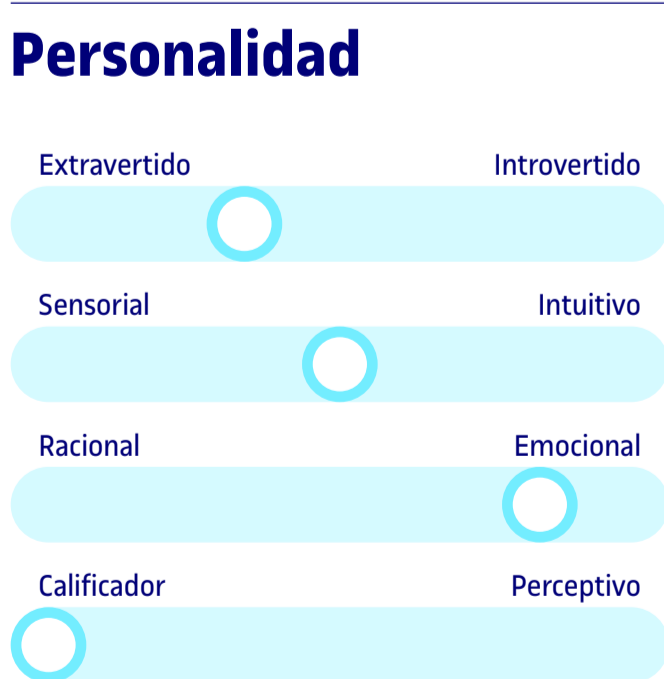 Personalidad
Extravertido Introvertido
Sensorial Intuitivo
Racional Emocional
Calificador Perceptivo